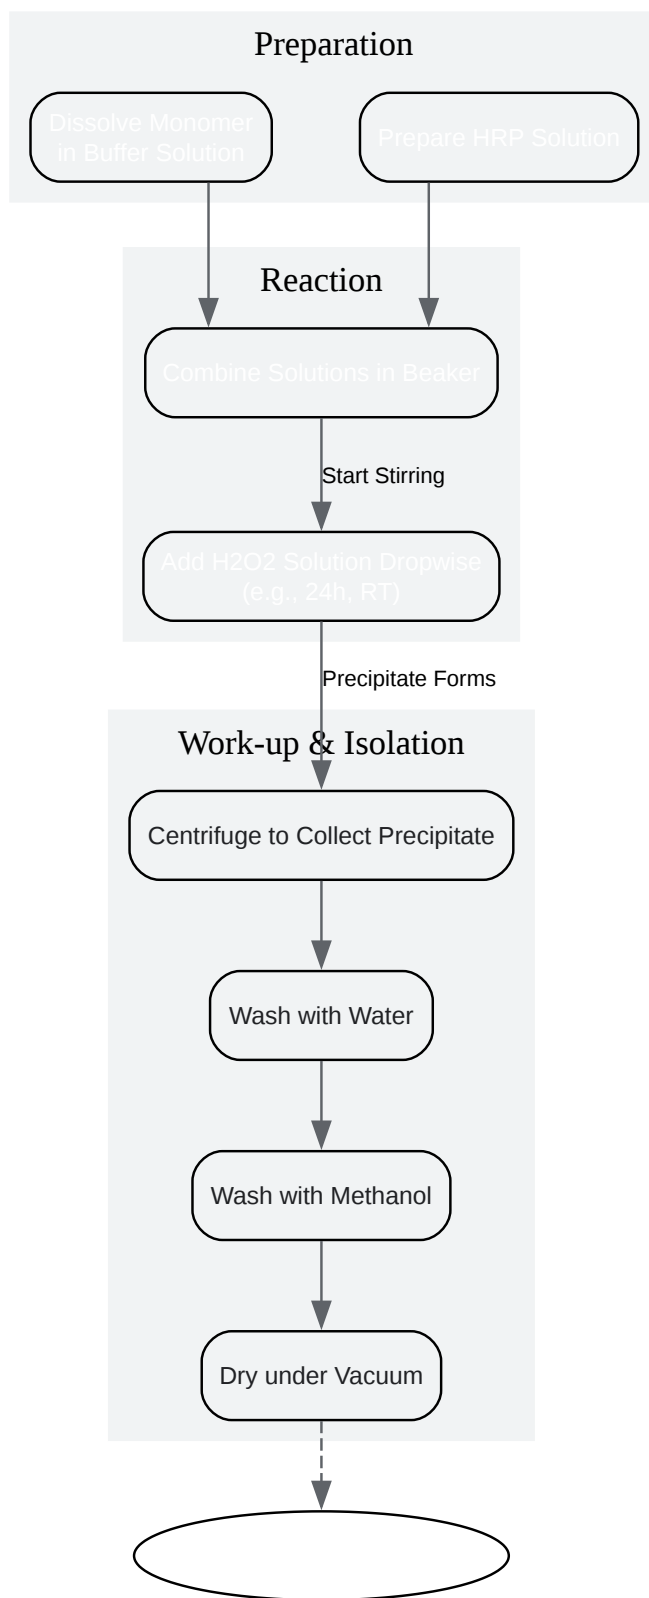 Preparation
Dissolve Monomer
in Buffer Solution
Prepare HRP Solution
Reaction
Combine Solutions in Beaker
Start Stirring
Add H2O2 Solution Dropwise
(e.g., 24h, RT)
Precipitate Forms
Work-up & Isolation
Centrifuge to Collect Precipitate
Wash with Water
Wash with Methanol
Dry under Vacuum